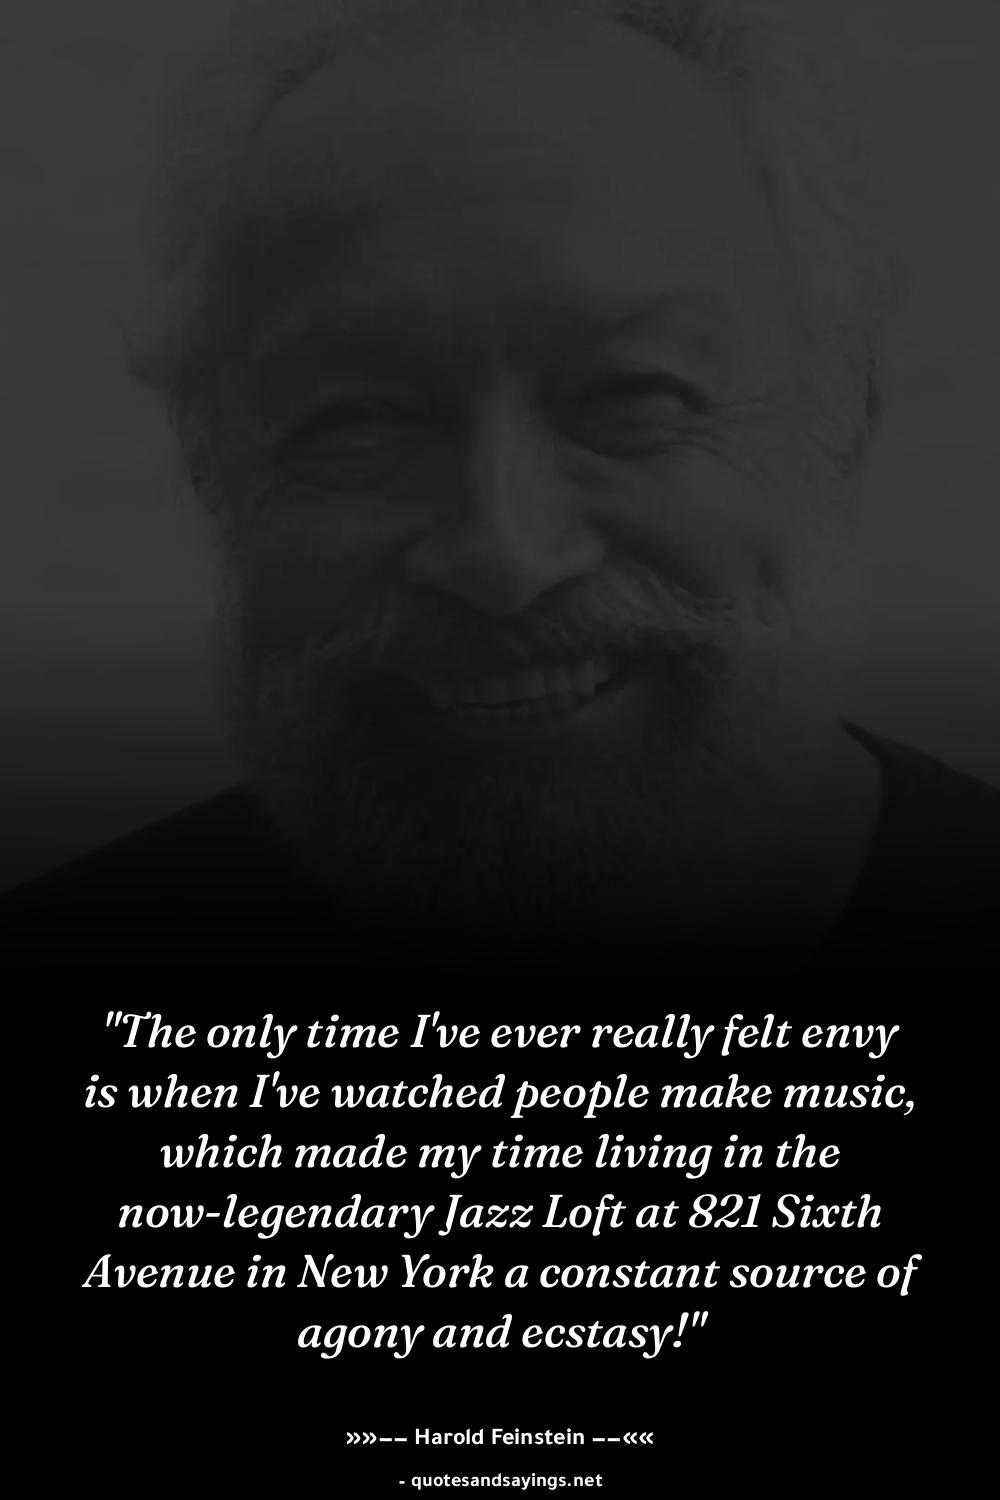 "The only time I've ever really felt envy
is when I've watched people make music,
which made my time living in the
now-legendary Jazz Loft at 821 Sixth
Avenue in New York a constant source of
agony and ecstasy!"
»»–– Harold Feinstein ––««
- quotesandsayings.net